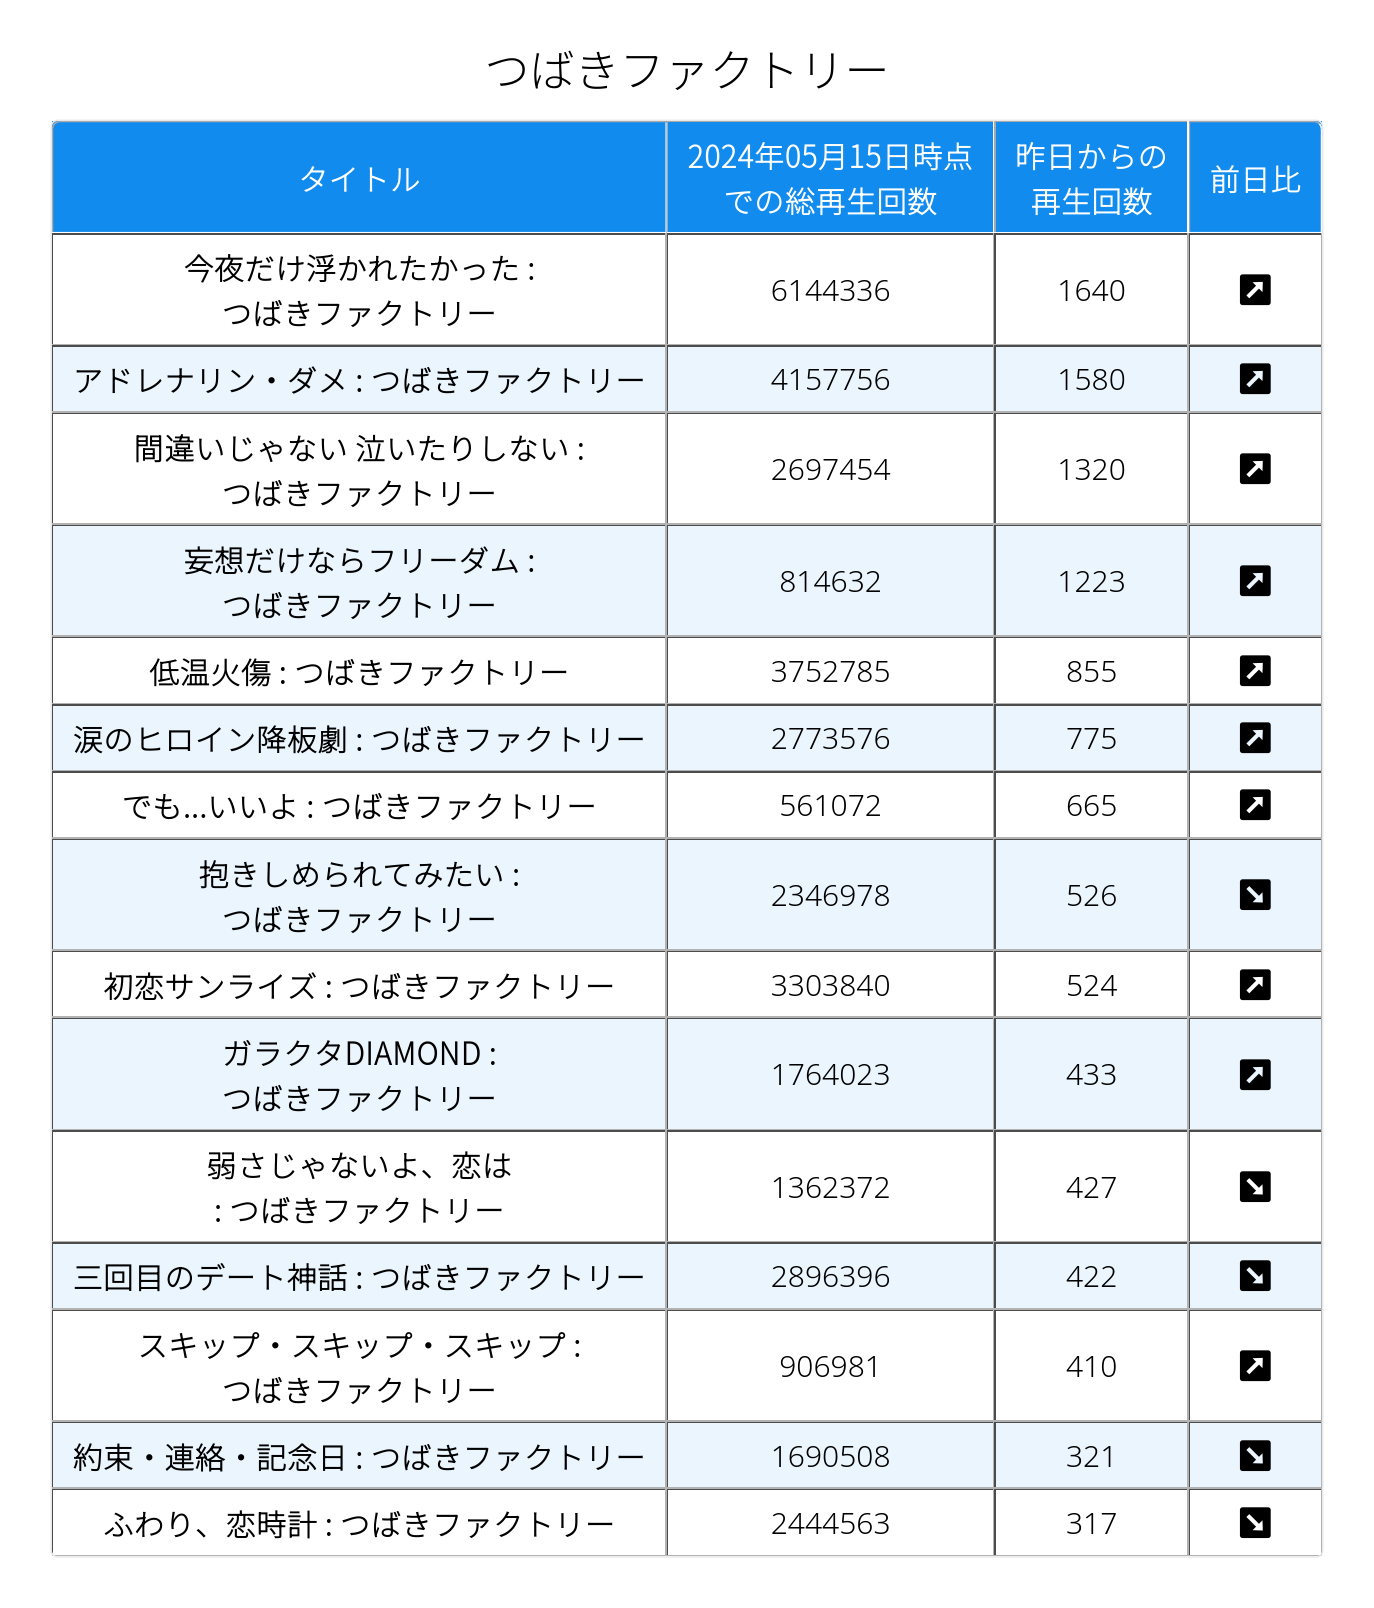 つばきファクトリー
タイトル
2024年05月15日時点
での総再生回数
昨日からの
再生回数
前日比
今夜だけ浮かれたかった :
つばきファクトリー
6144336
1640
アドレナリン・ダメ : つばきファクトリー
4157756
1580
間違いじゃない 泣いたりしない :
つばきファクトリー
2697454
1320
妄想だけならフリーダム :
つばきファクトリー
814632
1223
低温火傷 : つばきファクトリー
3752785
855
涙のヒロイン降板劇 : つばきファクトリー
2773576
775
でも...いいよ : つばきファクトリー
561072
665
抱きしめられてみたい :
つばきファクトリー
2346978
526
初恋サンライズ : つばきファクトリー
3303840
524
ガラクタDIAMOND :
つばきファクトリー
1764023
433
弱さじゃないよ、恋は
: つばきファクトリー
1362372
427
三回目のデート神話 : つばきファクトリー
2896396
422
スキップ・スキップ・スキップ :
つばきファクトリー
906981
410
約束・連絡・記念日 : つばきファクトリー
1690508
321
ふわり、恋時計 : つばきファクトリー
2444563
317